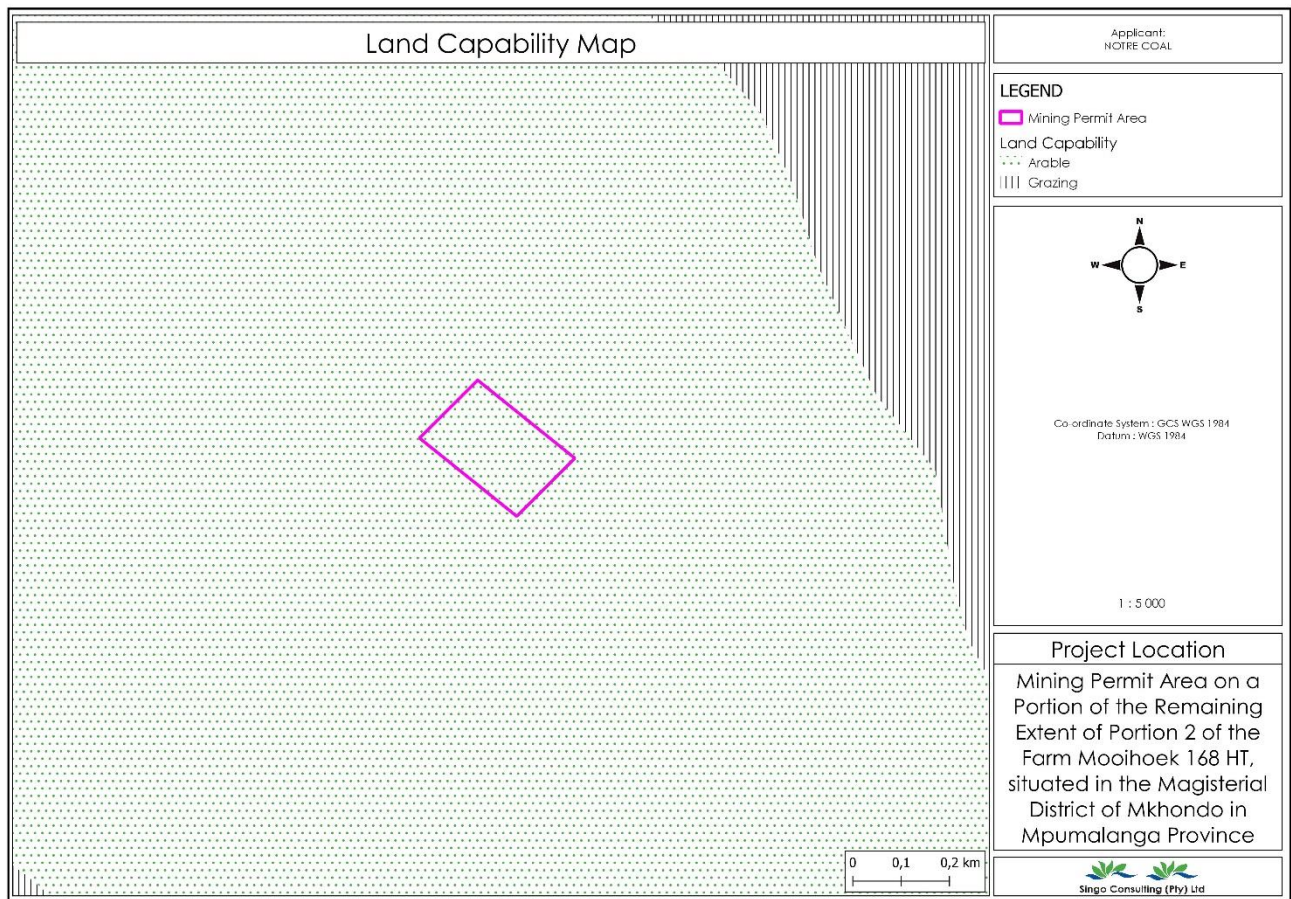 Land Capability Map
Applicant:
NOTRE COAL
LEGEND
Mining Permit Area
Land Capability
Arable
Grazing
N
W E
S
Co-ordinate System : GCS WGS 1984
Datum : WGS 1984
1 : 5 000
Project Location
Mining Permit Area on a
Portion of the Remaining
Extent of Portion 2 of the
Farm Mooihoek 168 HT,
situated in the Magisterial
District of Mkhondo in
Mpumalanga Province
0 0,1 0,2 km
Singo Consulting (Pty) Ltd